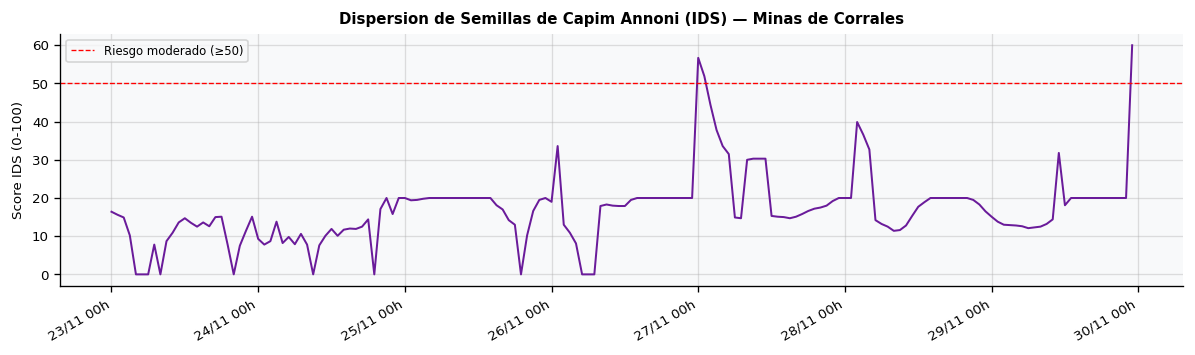 Dispersion de Semillas de Capim Annoni (IDS) — Minas de Corrales
Riesgo moderado (≥50)
Score IDS (0-100)
60
50
40
30
20
10
0
23/11 00h
24/11 00h
25/11 00h
26/11 00h
27/11 00h
28/11 00h
29/11 00h
30/11 00h